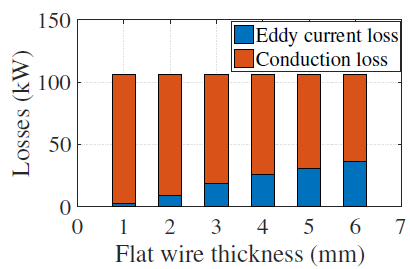 150
Eddy current loss
Conduction loss
100
50
0
Losses (kW)
0 1 2 3 4 5 6 7
Flat wire thickness (mm)